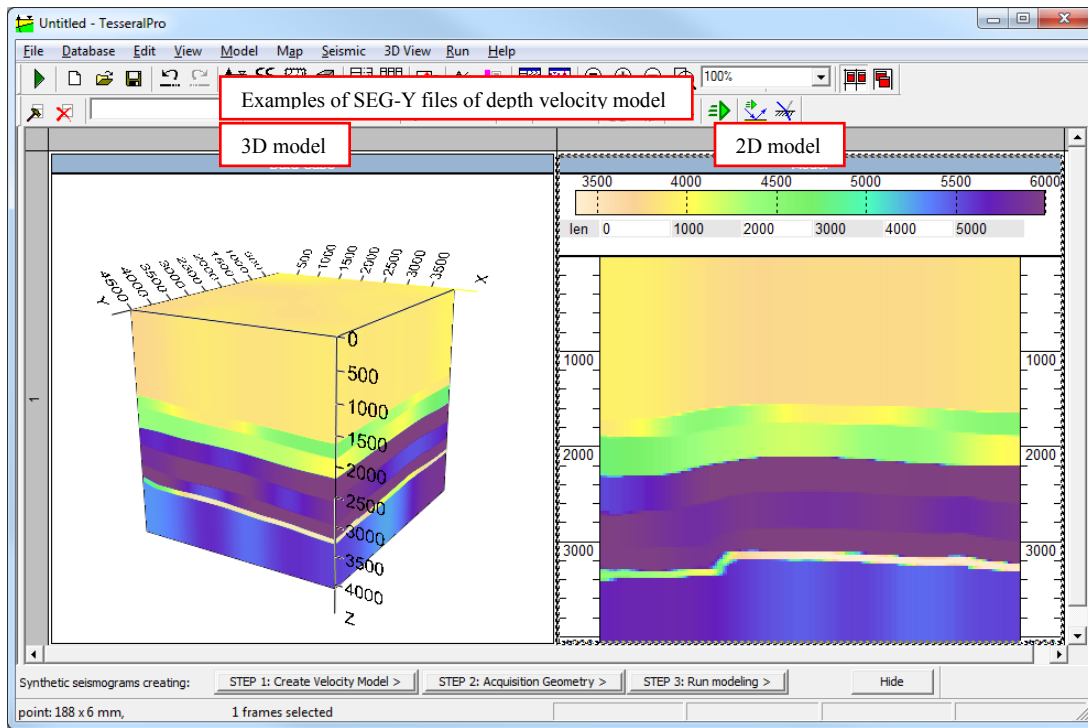 Untitled - TesseralPro
File Database Edit View Model Map Seismic 3D View Run Help
100%
Examples of SEG-Y files of depth velocity model
3D model
2D model
3500 4000 4500 5000 5500 6000
len 0 1000 2000 3000 4000 5000
500 1000 1500 2000 2500 3000 3500 X
4500 4000 3500 3000 2500 2000 1500 1000 500
Y
0
500
1000
1500
2000
2500
3000
3500
4000
Z
1000 1000
2000 2000
3000 3000
1
Synthetic seismograms creating: STEP 1: Create Velocity Model > STEP 2: Acquisition Geometry > STEP 3: Run modeling > Hide
point: 188 x 6 mm, 1 frames selected